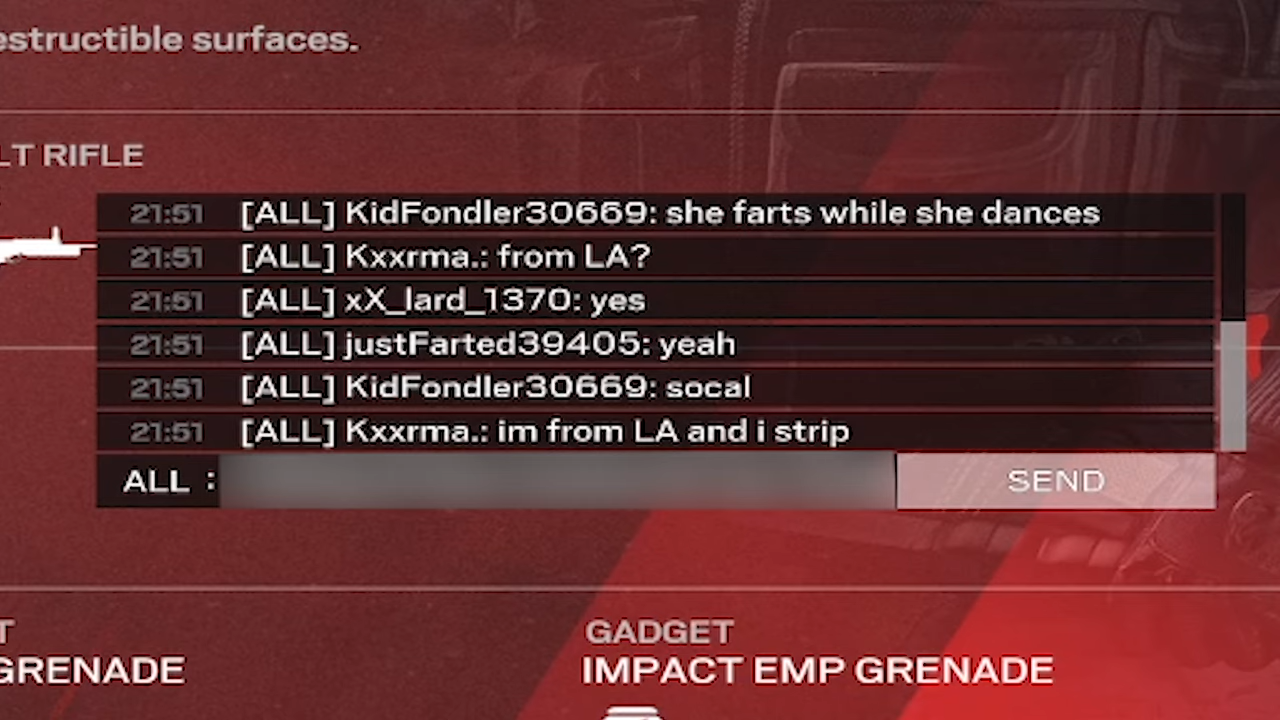 estructible surfaces.
LT RIFLE
21:51 [ALL] KidFondler30669: she farts while she dances
21:51 [ALL] Kxxrma.: from LA?
21:51 [ALL] xX_lard_1370: yes
21:51 [ALL] justFarted39405: yeah
21:51 [ALL] KidFondler30669: socal
21:51 [ALL] Kxxrma.: im from LA and i strip
ALL : SEND
T
GADGET
GRENADE
IMPACT EMP GRENADE